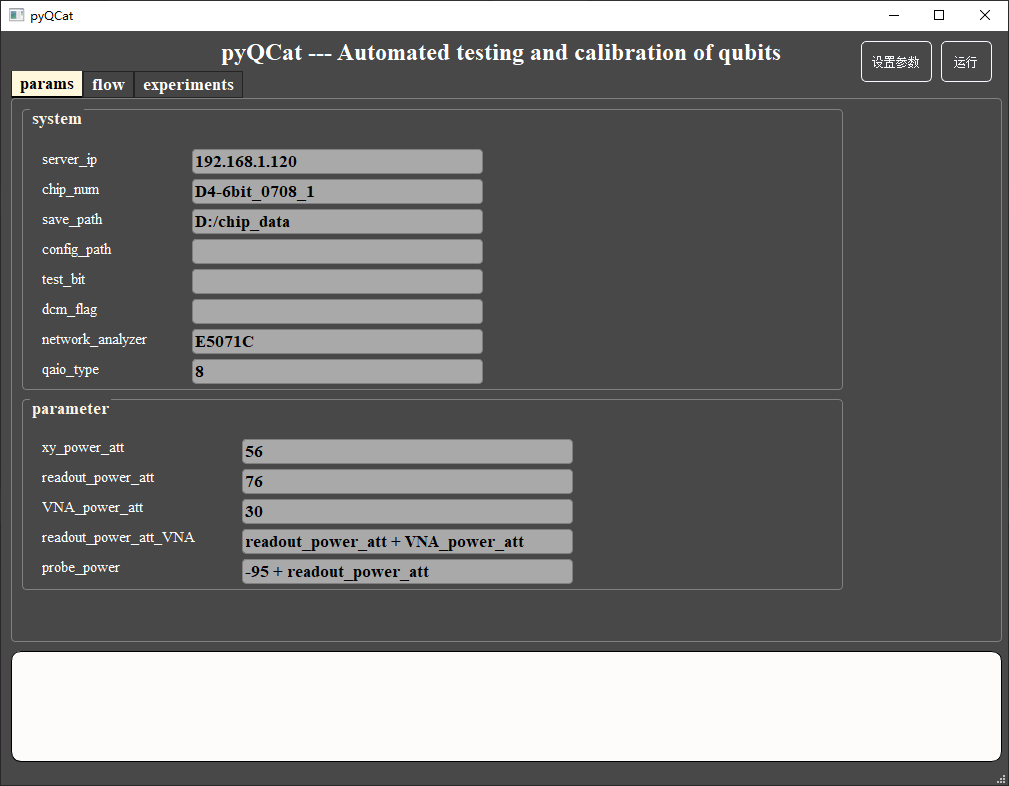 pyQCat
pyQCat --- Automated testing and calibration of qubits
设置参数
运行
params
flow
experiments
system
server_ip
192.168.1.120
chip_num
D4-6bit_0708_1
save_path
D:/chip_data
config_path
test_bit
dcm_flag
network_analyzer
E5071C
qaio_type
8
parameter
xy_power_att
56
readout_power_att
76
VNA_power_att
30
readout_power_att_VNA
readout_power_att + VNA_power_att
probe_power
-95 + readout_power_att